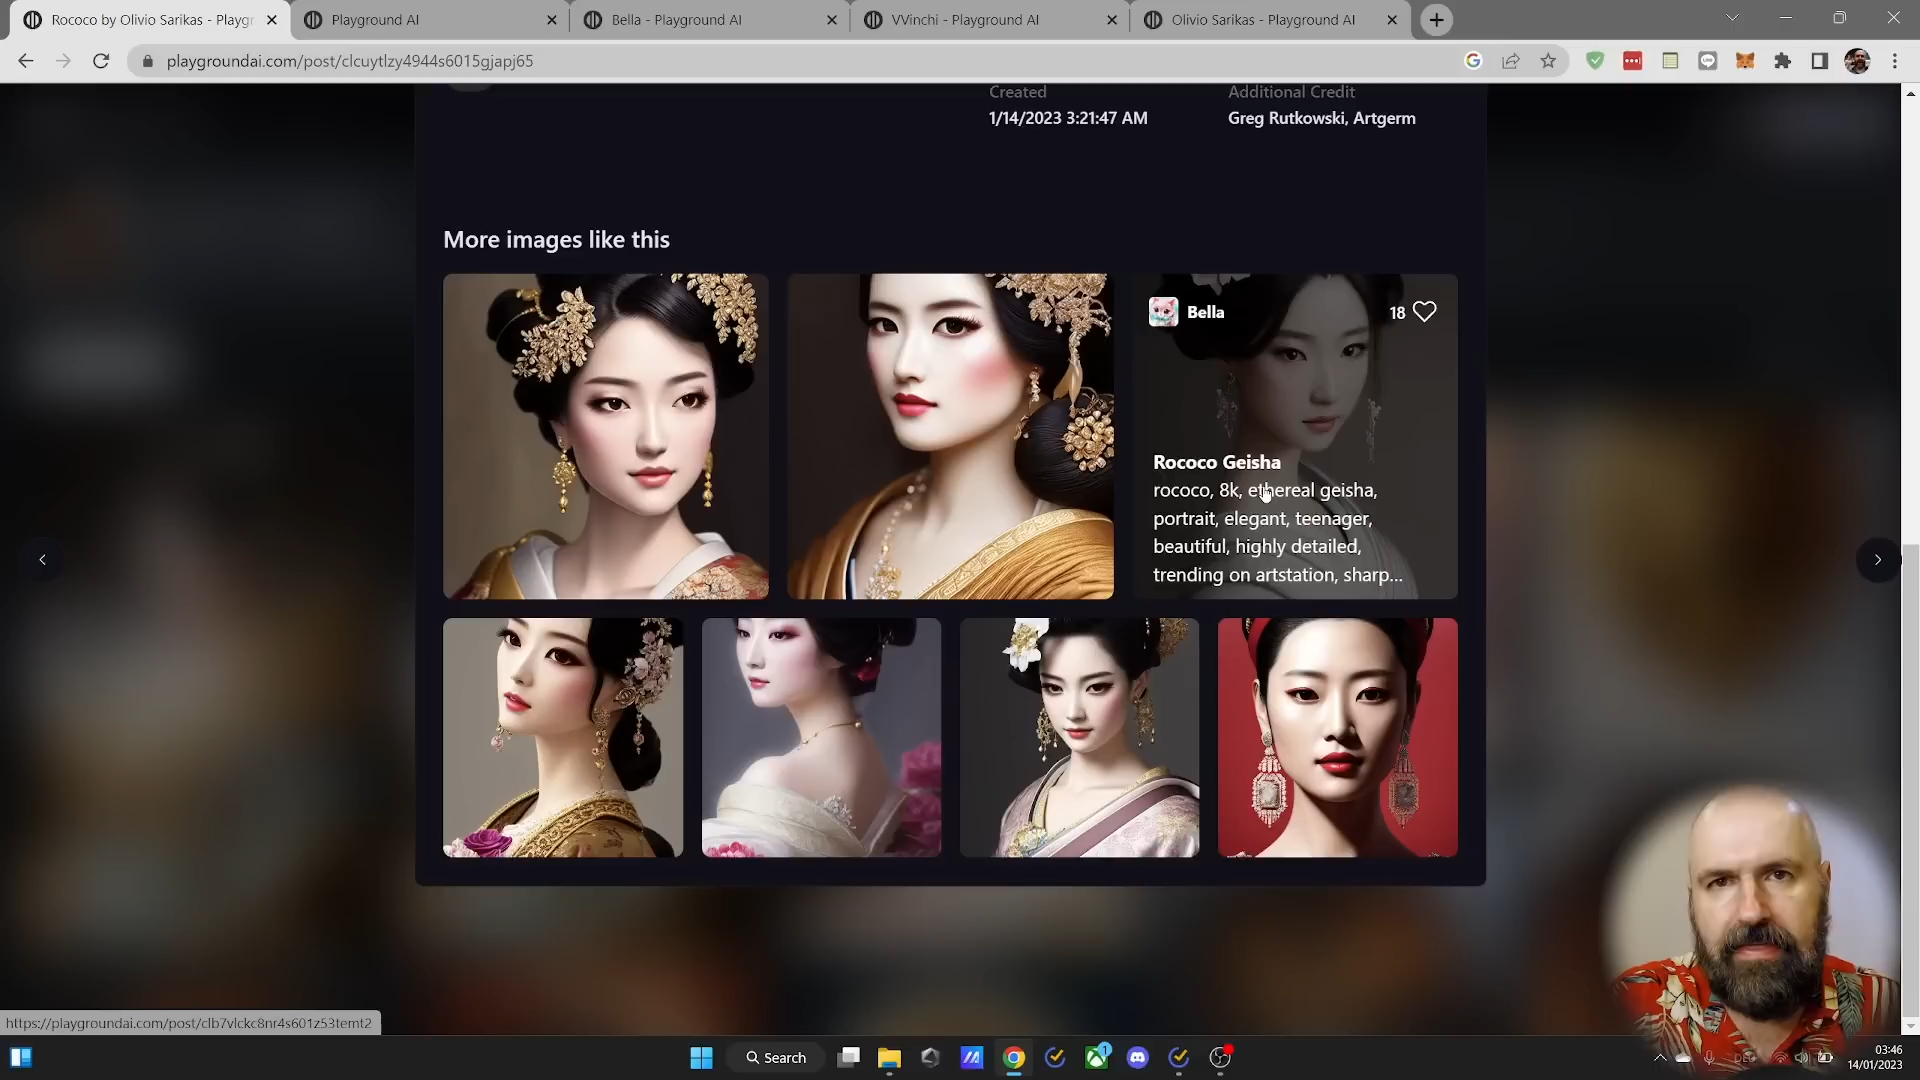 Rococo by Olivio Sarikas - Playgr
Playground AI
Bella - Playground AI
VVinchi - Playground AI
Olivio Sarikas - Playground AI
playgroundai.com/post/clcuytlzy4944s6015gjapj65
Created
Additional Credit
1/14/2023 3:21:47 AM
Greg Rutkowski, Artgerm
More images like this
Bella
18
Rococo Geisha
rococo, 8k, ethereal geisha,
portrait, elegant, teenager,
beautiful, highly detailed,
trending on artstation, sharp...
https://playgroundai.com/post/clb7vlckc8nr4s601z53temt2
Search
1
DEU
03:46
14/01/2023